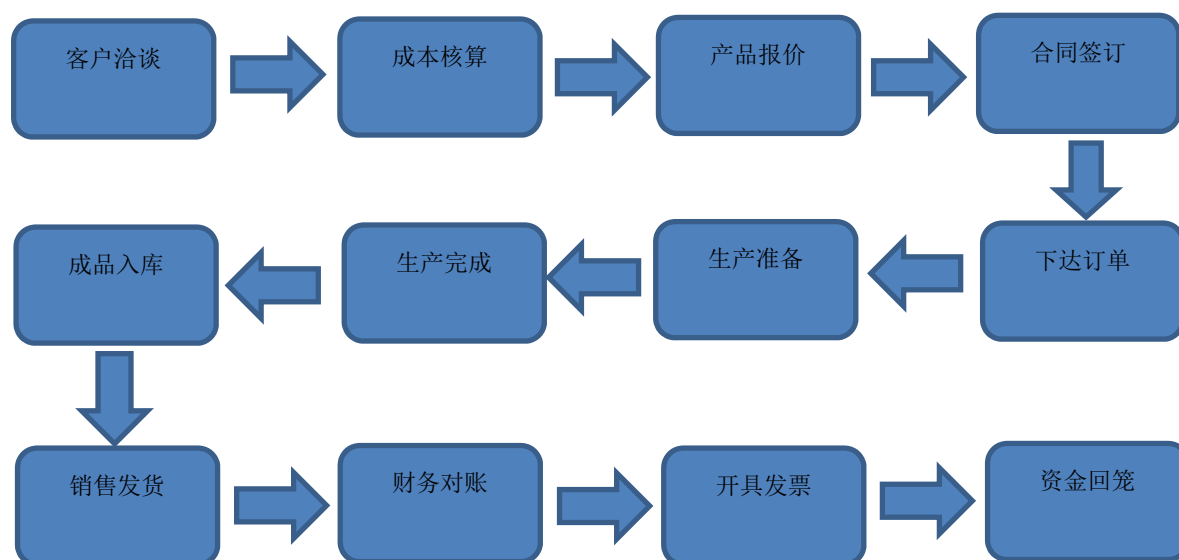 客户洽谈
成本核算
产品报价
合同签订
下达订单
生产准备
生产完成
成品入库
销售发货
财务对账
开具发票
资金回笼